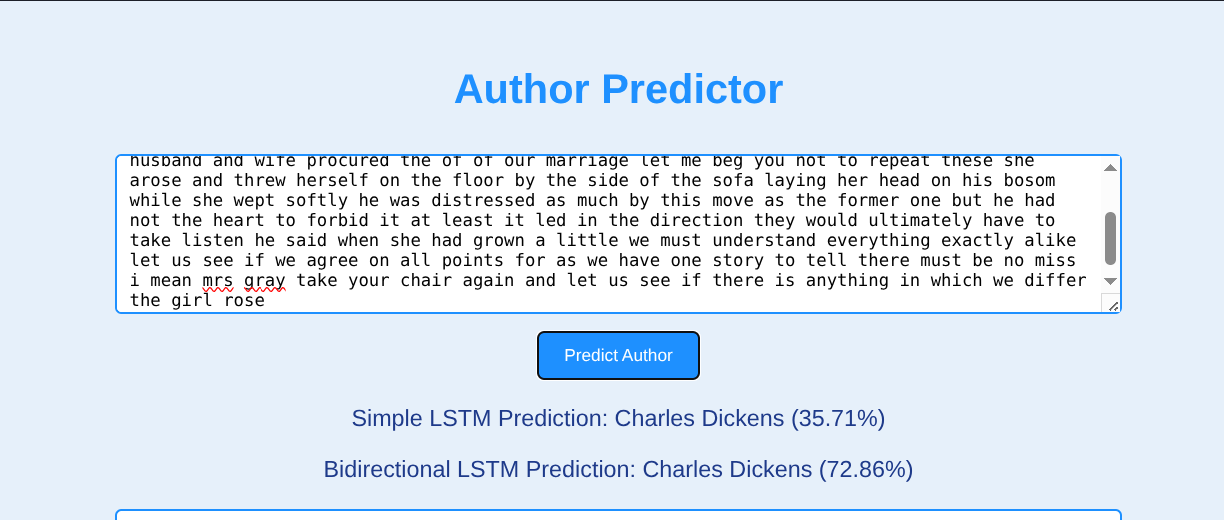 Author Predictor
husband and wife procured the of of our marriage let me beg you not to repeat these she
arose and threw herself on the floor by the side of the sofa laying her head on his bosom
while she wept softly he was distressed as much by this move as the former one but he had
not the heart to forbid it at least it led in the direction they would ultimately have to
take listen he said when she had grown a little we must understand everything exactly alike
let us see if we agree on all points for as we have one story to tell there must be no miss
i mean mrs gray take your chair again and let us see if there is anything in which we differ
the girl rose
Predict Author
Simple LSTM Prediction: Charles Dickens (35.71%)
Bidirectional LSTM Prediction: Charles Dickens (72.86%)